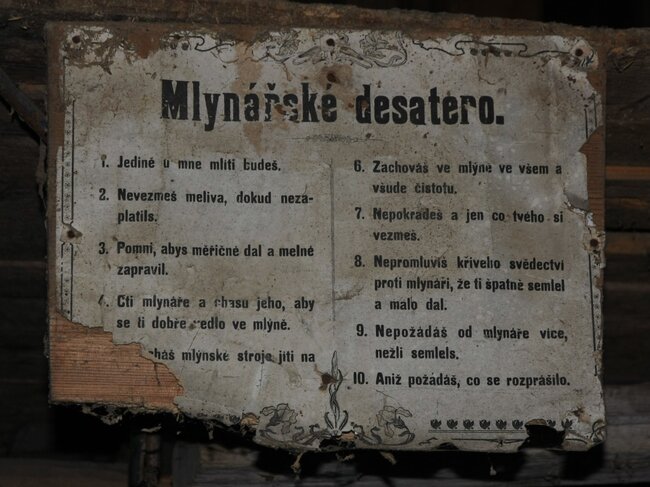 Mlynářské desatero.
1. Jediné u mne mlíti budeš.
2. Nevezmeš meliva, dokud neza-
platils.
3. Pomni, abys měřičné dal a melné
zapravil.
4. Cti mlynáře a chasu jeho, aby
se ti dobře vedlo ve mlýně.
mlýnské stroje jíti na
6. Zachováš ve mlýně ve všem a
všude čistotu.
7. Nepokradeš a jen co tvého si
vezmeš.
8. Nepromluvíš křivého svědectví
proti mlynáři, že ti špatně semlel
a málo dal.
9. Nepožádáš od mlynáře více,
nežli semlels.
10. Aniž požádáš, co se rozprášilo.